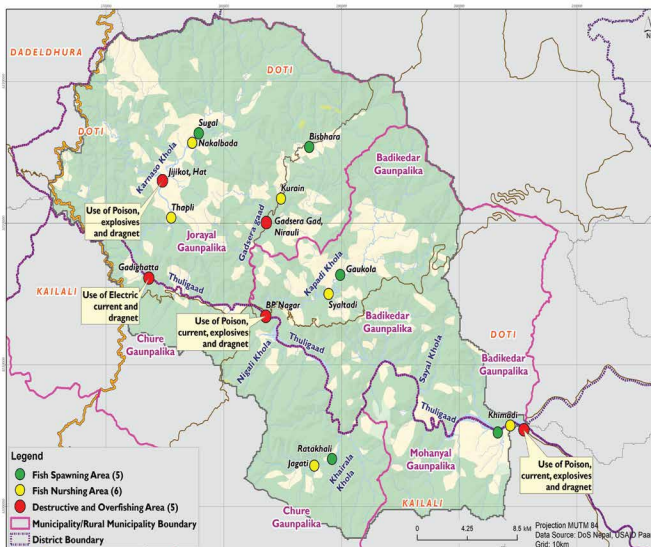 DADELDHURA
DOTI
DOTI
Sugal
Nakalbada
Karnaso Khola
Bisbhara
Badikedar
Gaunpalika
Jijikot, Hat
Kurain
Use of Poison,
explosives
and dragnet
Thapli
Gadsera gaad
Gadsera Gad,
Nirauli
Jorayal
Gaunpalika
Gadighatta
Kapadi Khola
Gaukola
Syaltadi
KAILALI
Thuligaad
Use of Electric
current and
dragnet
BP Nagar
Badikedar
Gaunpalika
Use of Poison,
current, explosives
and dragnet
DOTI
Chure
Gaunpalika
Thuligaad
Nigali Khola
Sayal Khola
Badikedar
Gaunpalika
Thuligaad
Khimadi
Ratakhali
Jagati
Khairala
Khola
Mohanyal
Gaunpalika
Use of Poison,
current, explosives
and dragnet
KAILALI
Chure
Gaunpalika
Legend
Fish Spawning Area (5)
Fish Nurshing Area (6)
Destructive and Overfishing Area (5)
Municipality/Rural Municipality Boundary
District Boundary
0 4.25 8.5 km
Projection MUTM 84
Data Source: DoS Nepal, USAID Paa
Grid: 10km